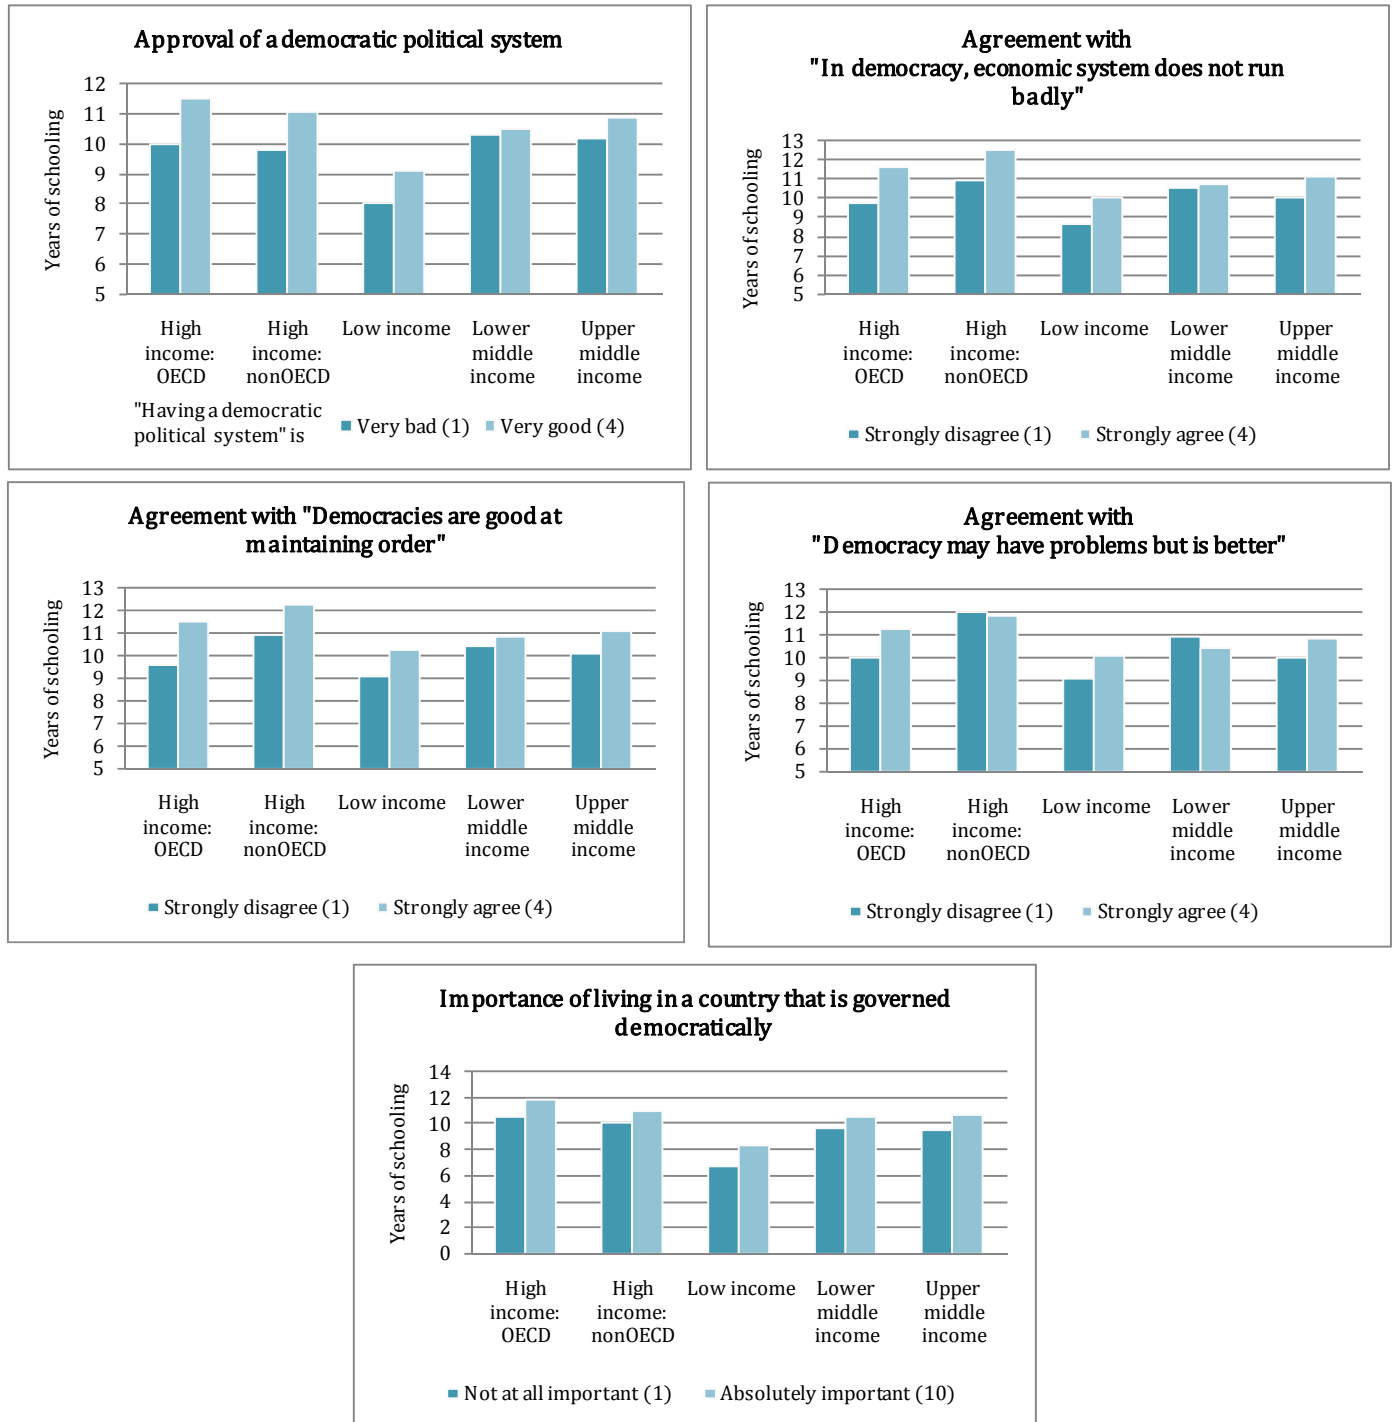 Approval of a democratic political system
Years of schooling
12
11
10
9
8
7
6
5
High income: OECD
High income: nonOECD
Low income
Lower middle income
Upper middle income
"Having a democratic political system" is
Very bad (1)
Very good (4)
Agreement with
"In democracy, economic system does not run
badly"
Years of schooling
13
12
11
10
9
8
7
6
5
High income: OECD
High income: nonOECD
Low income
Lower middle income
Upper middle income
Strongly disagree (1)
Strongly agree (4)
Agreement with "Democracies are good at
maintaining order"
Years of schooling
13
12
11
10
9
8
7
6
5
High income: OECD
High income: nonOECD
Low income
Lower middle income
Upper middle income
Strongly disagree (1)
Strongly agree (4)
Agreement with
"Democracy may have problems but is better"
Years of schooling
13
12
11
10
9
8
7
6
5
High income: OECD
High income: nonOECD
Low income
Lower middle income
Upper middle income
Strongly disagree (1)
Strongly agree (4)
Importance of living in a country that is governed
democratically
Years of schooling
14
12
10
8
6
4
2
0
High income: OECD
High income: nonOECD
Low income
Lower middle income
Upper middle income
Not at all important (1)
Absolutely important (10)